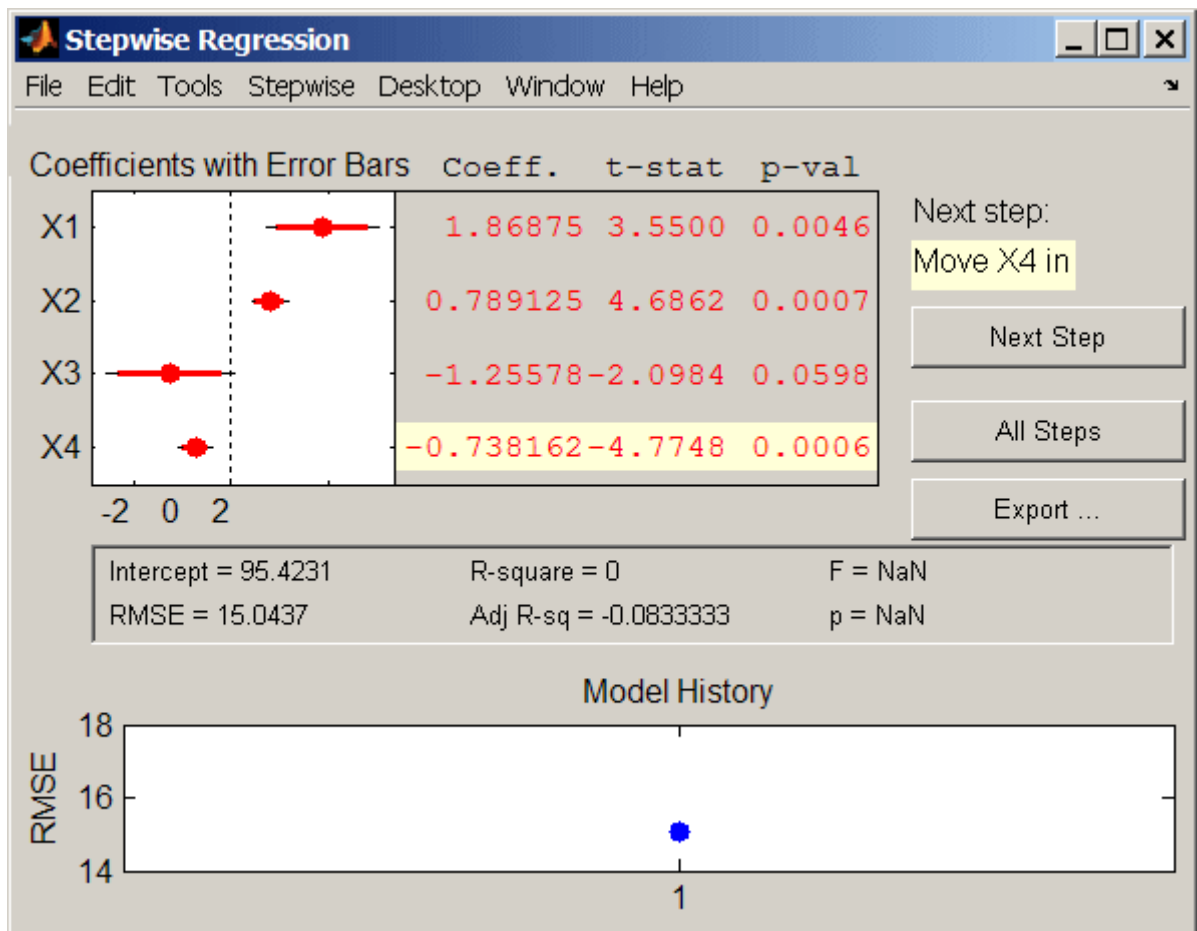 Stepwise Regression
File Edit Tools Stepwise Desktop Window Help
Coefficients with Error Bars Coeff. t-stat p-val
X1 1.86875 3.5500 0.0046
X2 0.789125 4.6862 0.0007
X3 -1.25578 -2.0984 0.0598
X4 -0.738162 -4.7748 0.0006
-2 0 2
Next step:
Move X4 in
Next Step
All Steps
Export ...
Intercept = 95.4231 R-square = 0 F = NaN
RMSE = 15.0437 Adj R-sq = -0.0833333 p = NaN
Model History
RMSE
18
16
14
1